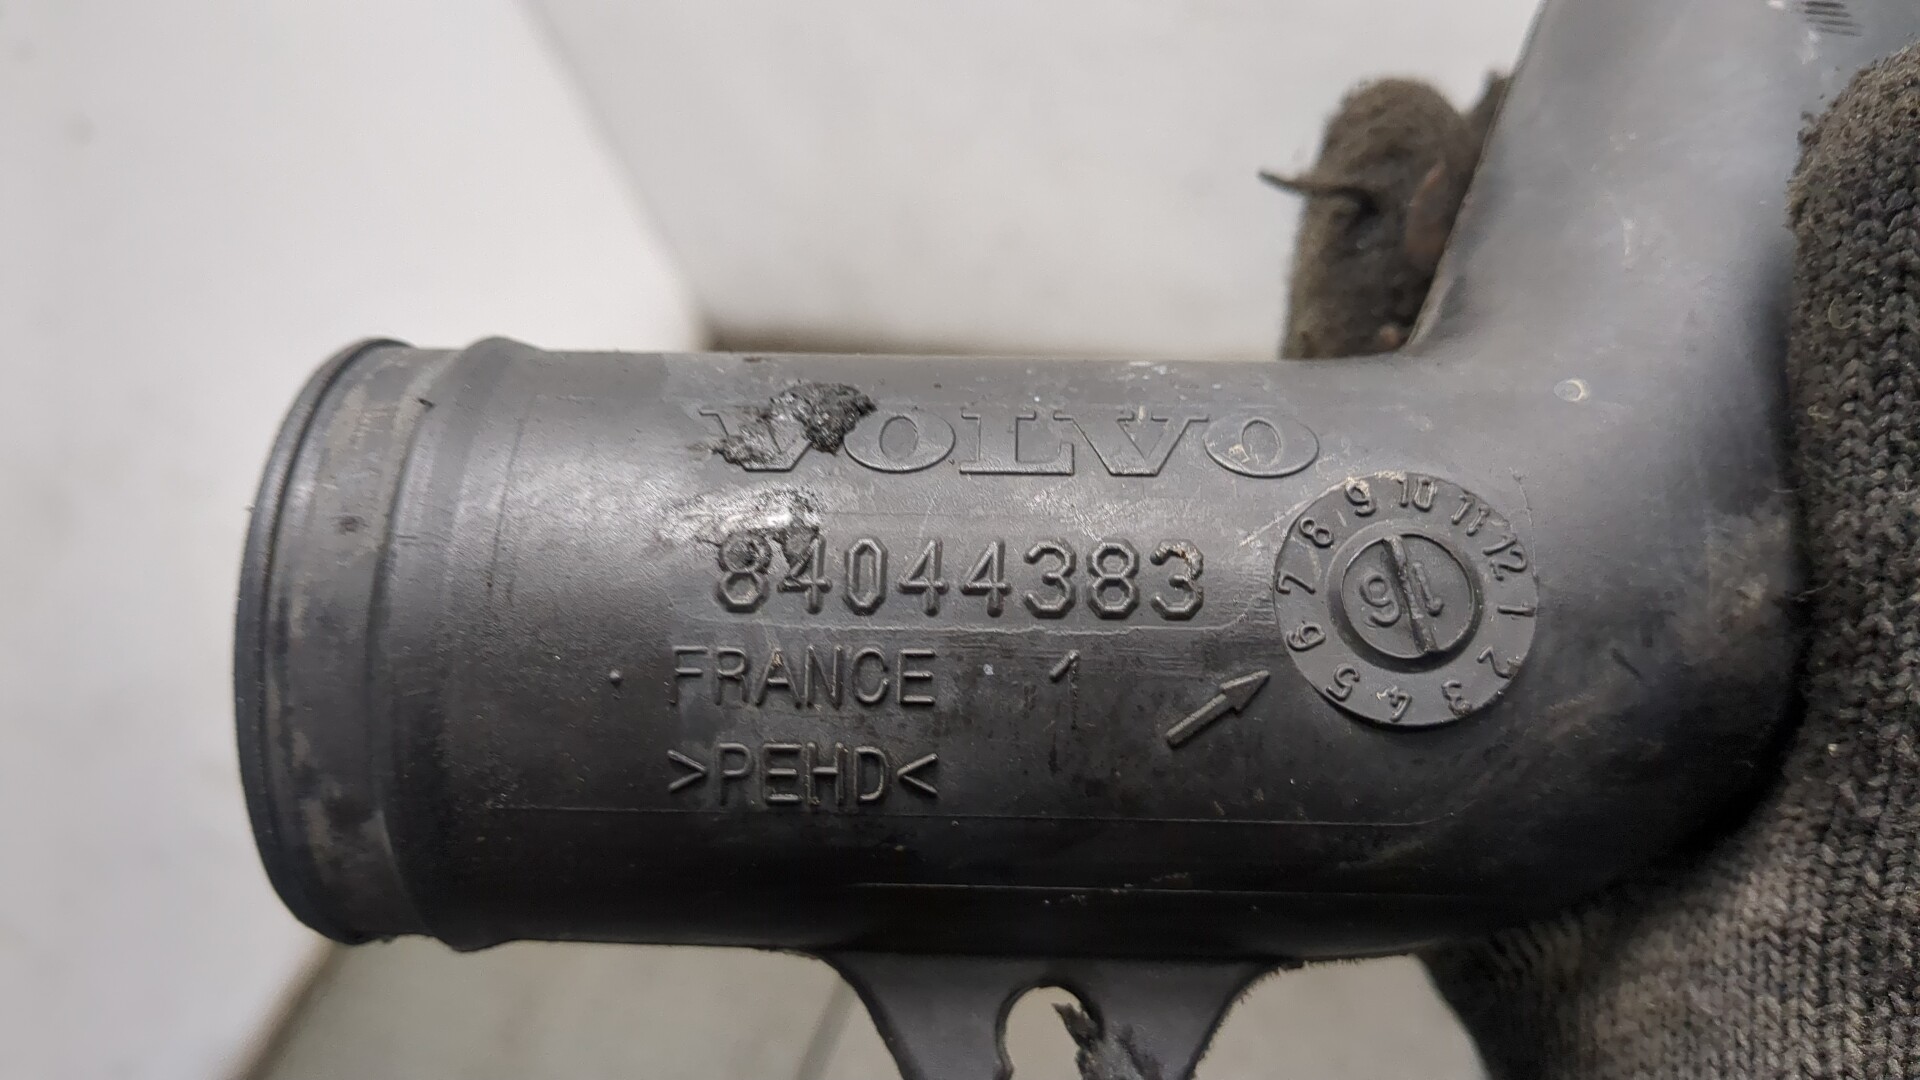 VOLVO
84044383
FRANCE 1
>PEHD<
1 2 3 4 5 6 7 8 9 10 11 12
16